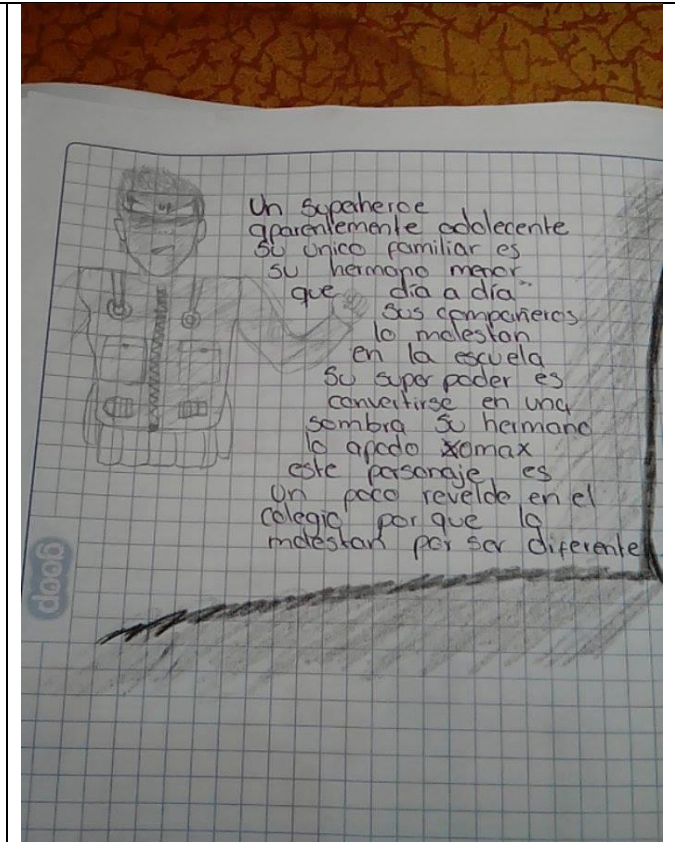 Un superheroe
aparentemente adolecente
su unico familiar es
su hermano menor
que día a día
sus compañeros
lo molestan
en la escuela
Su super poder es
convertirse en una
sombra su hermano
lo apodo xomax
este personaje es
un poco revelde en el
colegio por que lo
molestan por ser diferente
goop